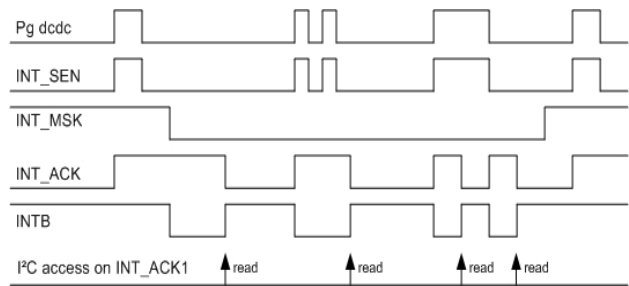 Pg dcdc
INT_SEN
INT_MSK
INT_ACK
INTB
I²C access on INT_ACK1 read read read read